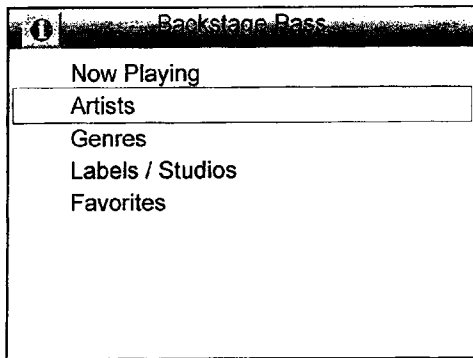 Backstage Pass
Now Playing
Artists
Genres
Labels / Studios
Favorites